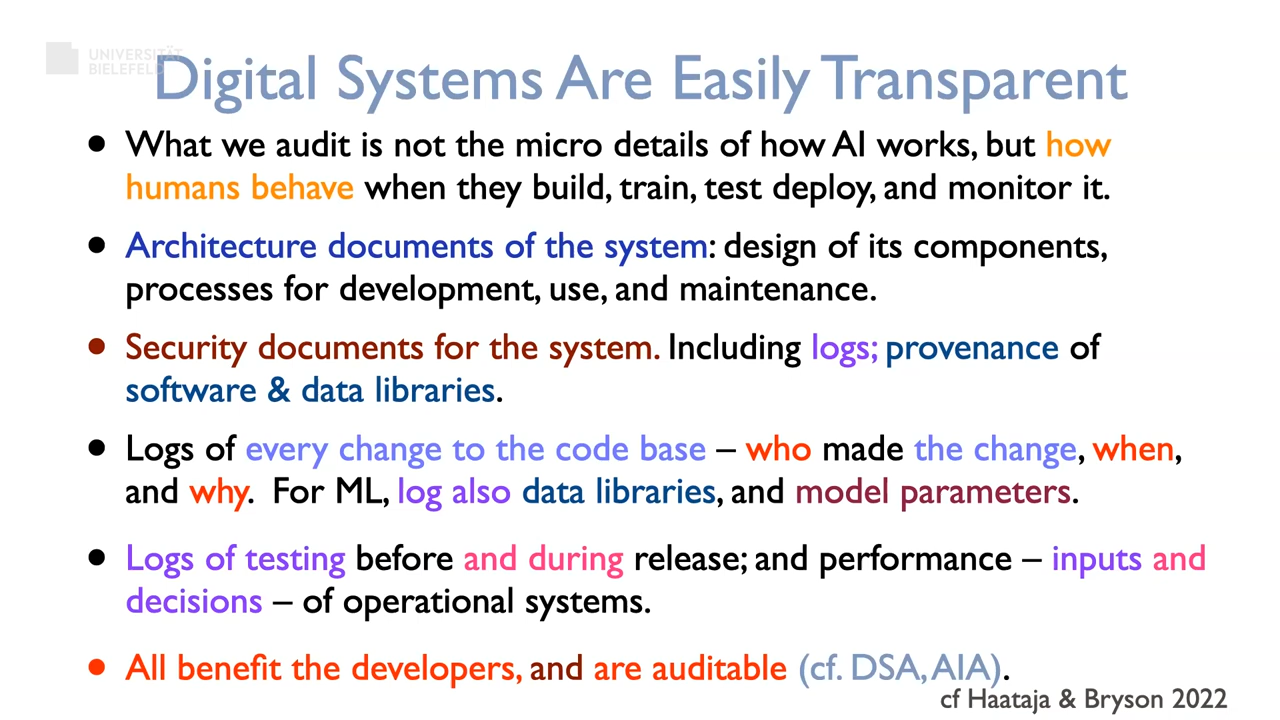 UNIVERSITÄT
BIELEFELD
Digital Systems Are Easily Transparent
• What we audit is not the micro details of how AI works, but how
humans behave when they build, train, test deploy, and monitor it.
• Architecture documents of the system: design of its components,
processes for development, use, and maintenance.
• Security documents for the system. Including logs; provenance of
software & data libraries.
• Logs of every change to the code base – who made the change, when,
and why. For ML, log also data libraries, and model parameters.
• Logs of testing before and during release; and performance – inputs and
decisions – of operational systems.
• All benefit the developers, and are auditable (cf. DSA, AIA).
cf Haataja & Bryson 2022